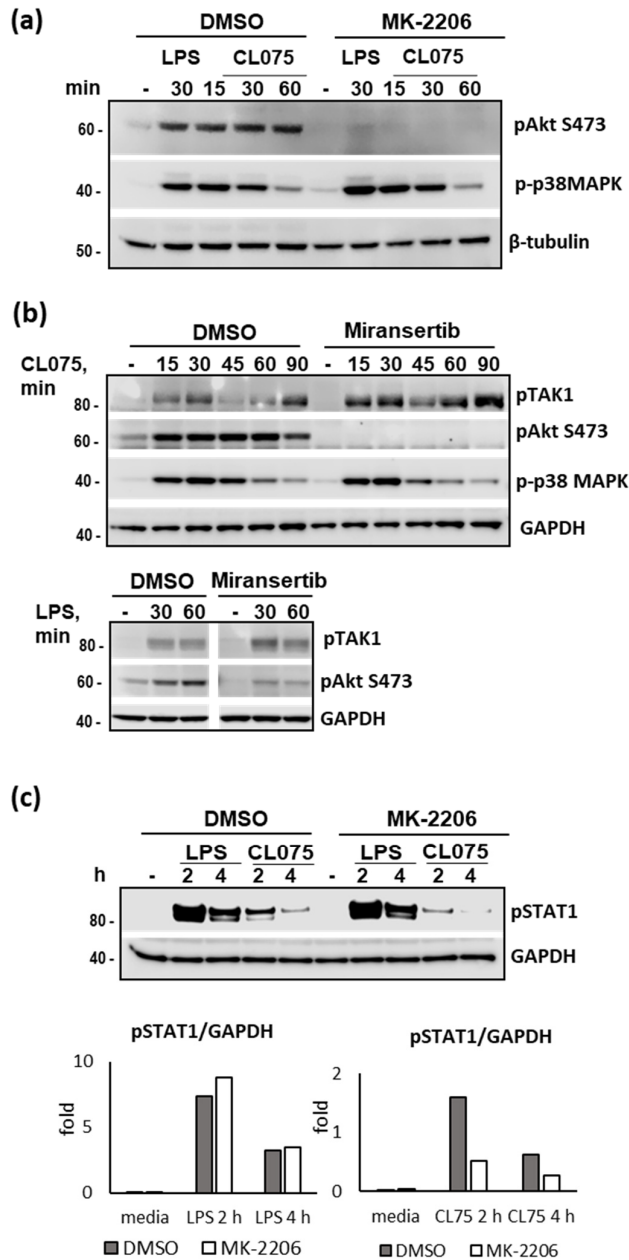 (a)
DMSO MK-2206
LPS CL075 LPS CL075
min - 30 15 30 60 - 30 15 30 60
60 - pAkt S473
40 - p-p38MAPK
50 - β-tubulin
(b)
DMSO Miransertib
CL075, min - 15 30 45 60 90 - 15 30 45 60 90
80 - pTAK1
60 - pAkt S473
40 - p-p38 MAPK
40 - GAPDH
DMSO Miransertib
LPS, min - 30 60 - 30 60
80 - pTAK1
60 - pAkt S473
40 - GAPDH
(c)
DMSO MK-2206
LPS CL075 LPS CL075
h - 2 4 2 4 - 2 4 2 4
80 - pSTAT1
40 - GAPDH
pSTAT1/GAPDH
fold
10
5
0
media LPS 2 h LPS 4 h
DMSO MK-2206
pSTAT1/GAPDH
fold
2
1
0
media CL75 2 h CL75 4 h
DMSO MK-2206